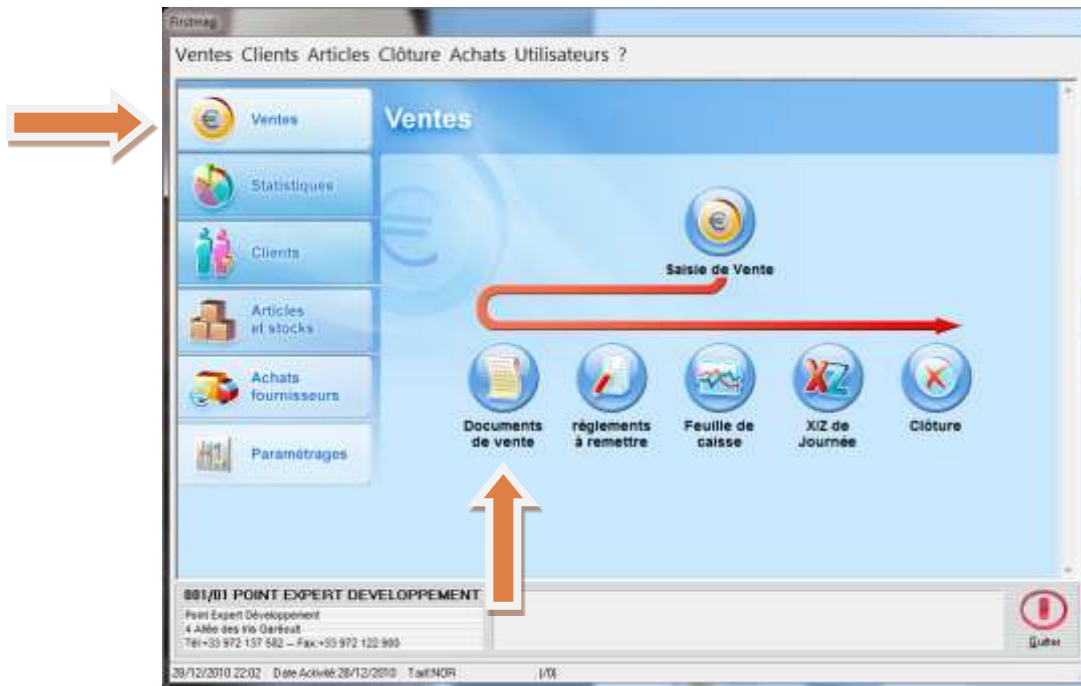 Firstmag
Ventes Clients Articles Clôture Achats Utilisateurs ?
Ventes
Ventes
Statistiques
Clients
Articles
et stocks
Achats
fournisseurs
Paramétrages
Saisie de Vente
Documents
de vente
règlements
à remettre
Feuille de
caisse
X/Z de
Journée
Clôture
001/01 POINT EXPERT DEVELOPPEMENT
Point Expert Développement
4 Allée des Iris Garéoult
Tél:+33 972 137 582 – Fax:+33 972 122 900
Quitter
28/12/2010 22:02 Date Activité:28/12/2010 Tarif:NOR